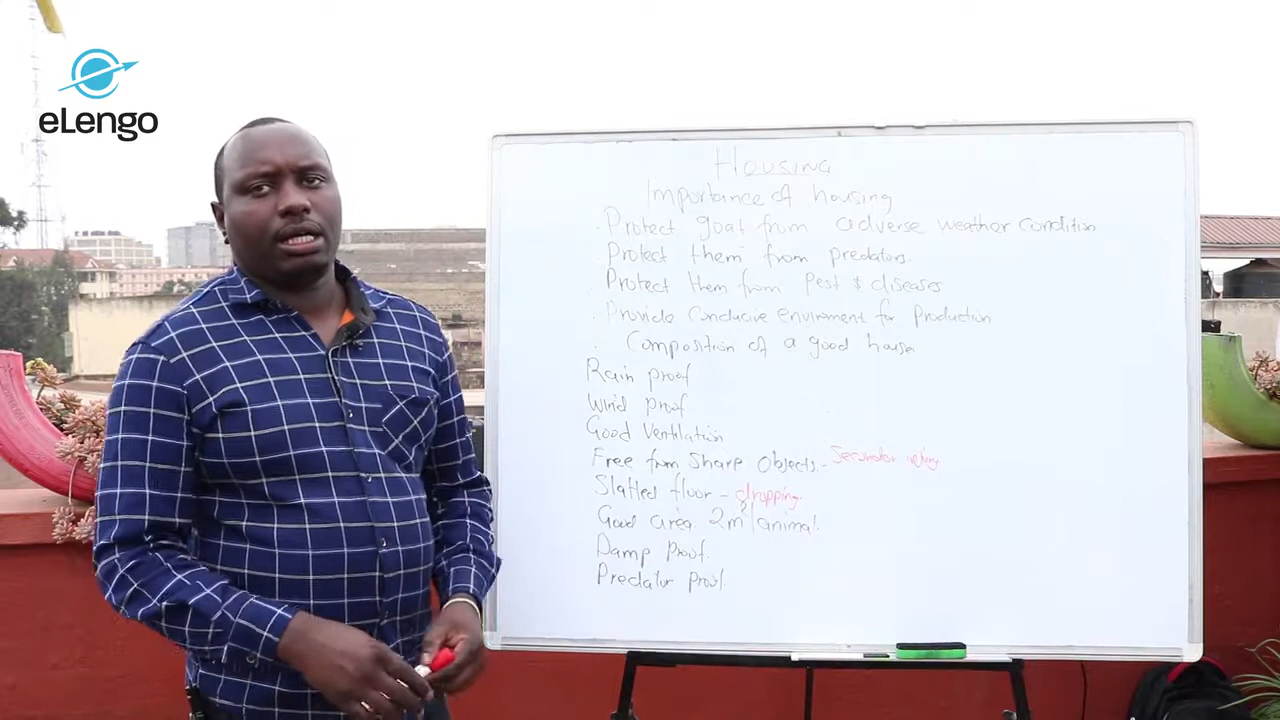 eLengo
HOUSING
Importance of housing
Protect goat from adverse weather condition
Protect them from predators.
Protect them from pest & diseases
Provide conducive enviroment for production
Composition of a good house
Rain proof
Wind proof
Good Ventilation
Free from Sharp Objects -
Slatted floor - dropping
Good area 2m²/animal.
Damp Proof.
Predator proof.